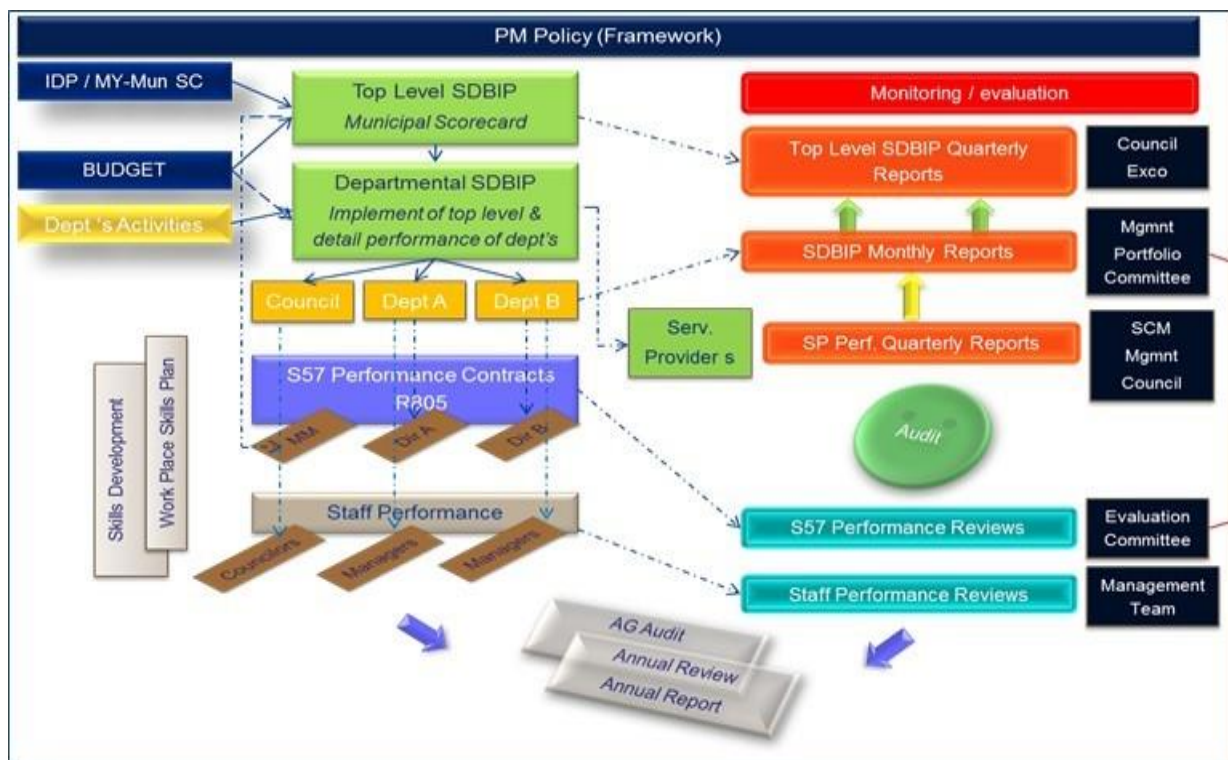 PM Policy (Framework)
IDP / MY-Mun SC
BUDGET
Dept 's Activities
Top Level SDBIP
Municipal Scorecard
Departmental SDBIP
Implement of top level &
detail performance of dept's
Council
Dept A
Dept B
Serv.
Provider s
S57 Performance Contracts
R805
MM
Dir A
Dir B
Staff Performance
Councilors
Managers
Managers
Skills Development
Work Place Skills Plan
Monitoring / evaluation
Top Level SDBIP Quarterly
Reports
Council
Exco
SDBIP Monthly Reports
Mgmnt
Portfolio
Committee
SP Perf. Quarterly Reports
SCM
Mgmnt
Council
Audit
S57 Performance Reviews
Evaluation
Committee
Staff Performance Reviews
Management
Team
AG Audit
Annual Review
Annual Report